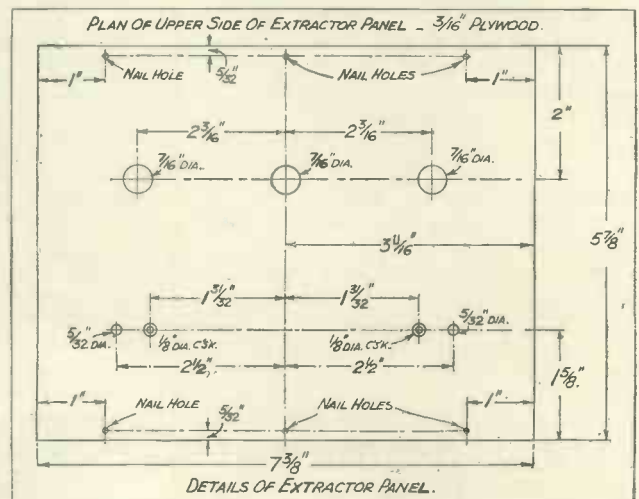 PLAN OF UPPER SIDE OF EXTRACTOR PANEL - 3/16" PLYWOOD.
1" NAIL HOLE 5/32" NAIL HOLES 1"
2"
2 3/16" 2 3/16"
7/16" DIA. 7/16" DIA. 7/16" DIA.
3 11/16"
5 7/8"
1 31/32" 1 31/32"
5/32" DIA. 1/8" DIA. CSK. 1/8" DIA. CSK. 5/32" DIA.
2 1/2" 2 1/2"
1 5/8"
1" NAIL HOLE 5/32" NAIL HOLES 1"
7 3/8"
DETAILS OF EXTRACTOR PANEL.